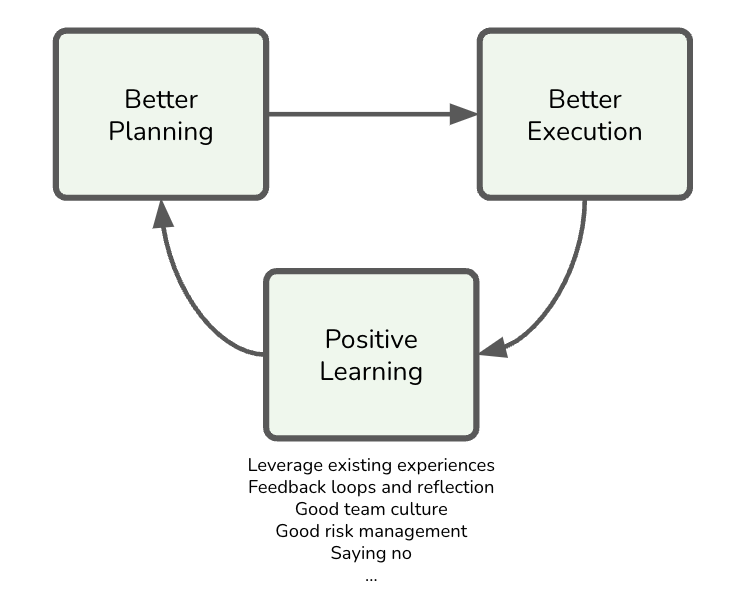 Better
Planning
Better
Execution
Positive
Learning
Leverage existing experiences
Feedback loops and reflection
Good team culture
Good risk management
Saying no
...